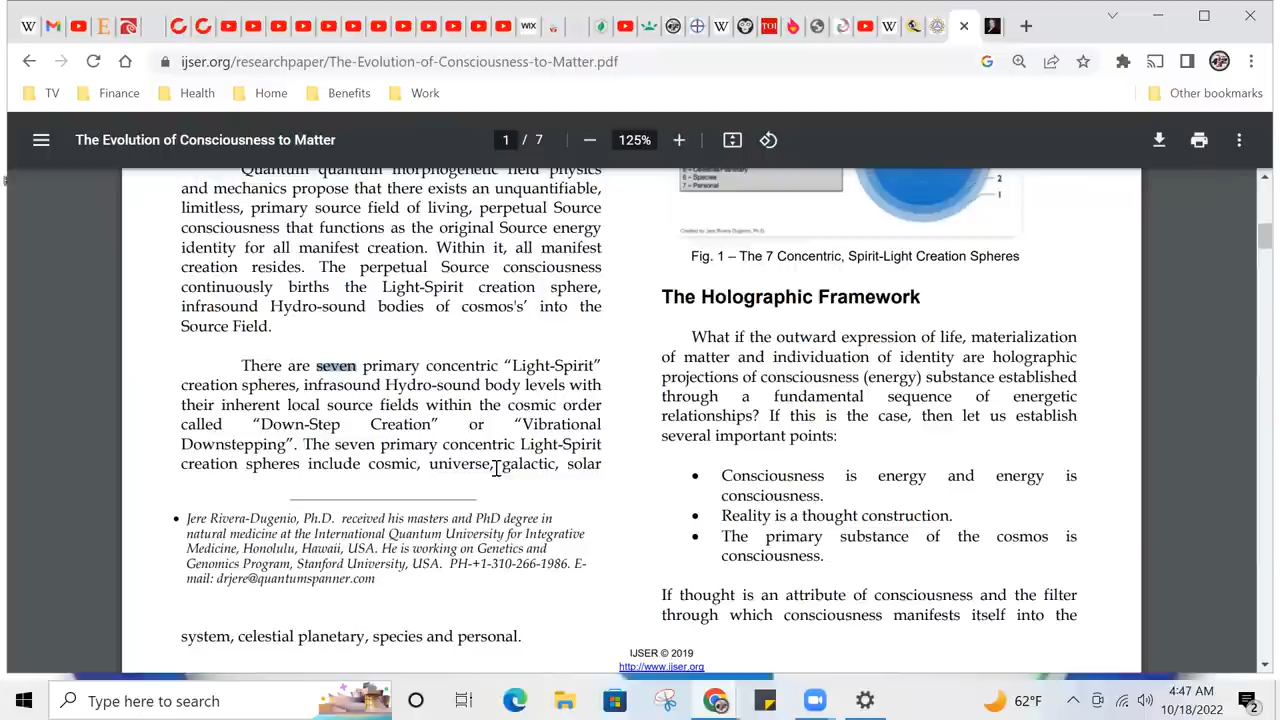 W M E TOI WIX W W
ijser.org/researchpaper/The-Evolution-of-Consciousness-to-Matter.pdf
TV Finance Health Home Benefits Work Other bookmarks
The Evolution of Consciousness to Matter 1 / 7 125%
Quantum quantum morphogenetic field physics
and mechanics propose that there exists an unquantifiable,
limitless, primary source field of living, perpetual Source
consciousness that functions as the original Source energy
identity for all manifest creation. Within it, all manifest
creation resides. The perpetual Source consciousness
continuously births the Light-Spirit creation sphere,
infrasound Hydro-sound bodies of cosmos's' into the
Source Field.
There are seven primary concentric “Light-Spirit”
creation spheres, infrasound Hydro-sound body levels with
their inherent local source fields within the cosmic order
called “Down-Step Creation” or “Vibrational
Downstepping”. The seven primary concentric Light-Spirit
creation spheres include cosmic, universe, galactic, solar
• Jere Rivera-Dugenio, Ph.D. received his masters and PhD degree in
natural medicine at the International Quantum University for Integrative
Medicine, Honolulu, Hawaii, USA. He is working on Genetics and
Genomics Program, Stanford University, USA. PH-+1-310-266-1986. E-
mail: drjere@quantumspanner.com
system, celestial planetary, species and personal.
6 – Species
7 – Personal
2
1
Created by Jere Rivera-Dugenio, Ph.D.
Fig. 1 – The 7 Concentric, Spirit-Light Creation Spheres
The Holographic Framework
What if the outward expression of life, materialization
of matter and individuation of identity are holographic
projections of consciousness (energy) substance established
through a fundamental sequence of energetic
relationships? If this is the case, then let us establish
several important points:
• Consciousness is energy and energy is
consciousness.
• Reality is a thought construction.
• The primary substance of the cosmos is
consciousness.
If thought is an attribute of consciousness and the filter
through which consciousness manifests itself into the
IJSER © 2019
http://www.ijser.org
Type here to search
62°F
4:47 AM
10/18/2022
2